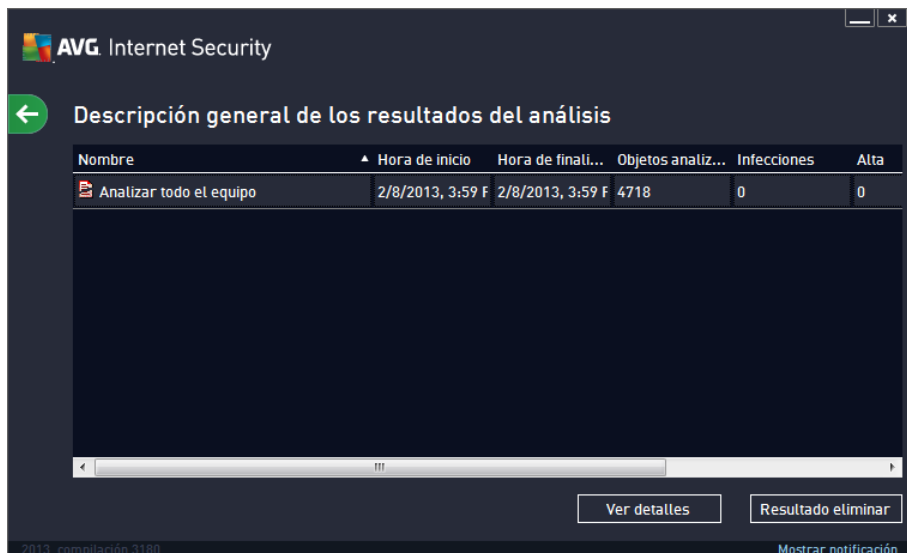 AVG. Internet Security
Descripción general de los resultados del análisis
Nombre Hora de inicio Hora de finali... Objetos analiz... Infecciones Alta
Analizar todo el equipo 2/8/2013, 3:59 2/8/2013, 3:59 4718 0 0
Ver detalles Resultado eliminar
2013 compilación 3180 Mostrar notificación